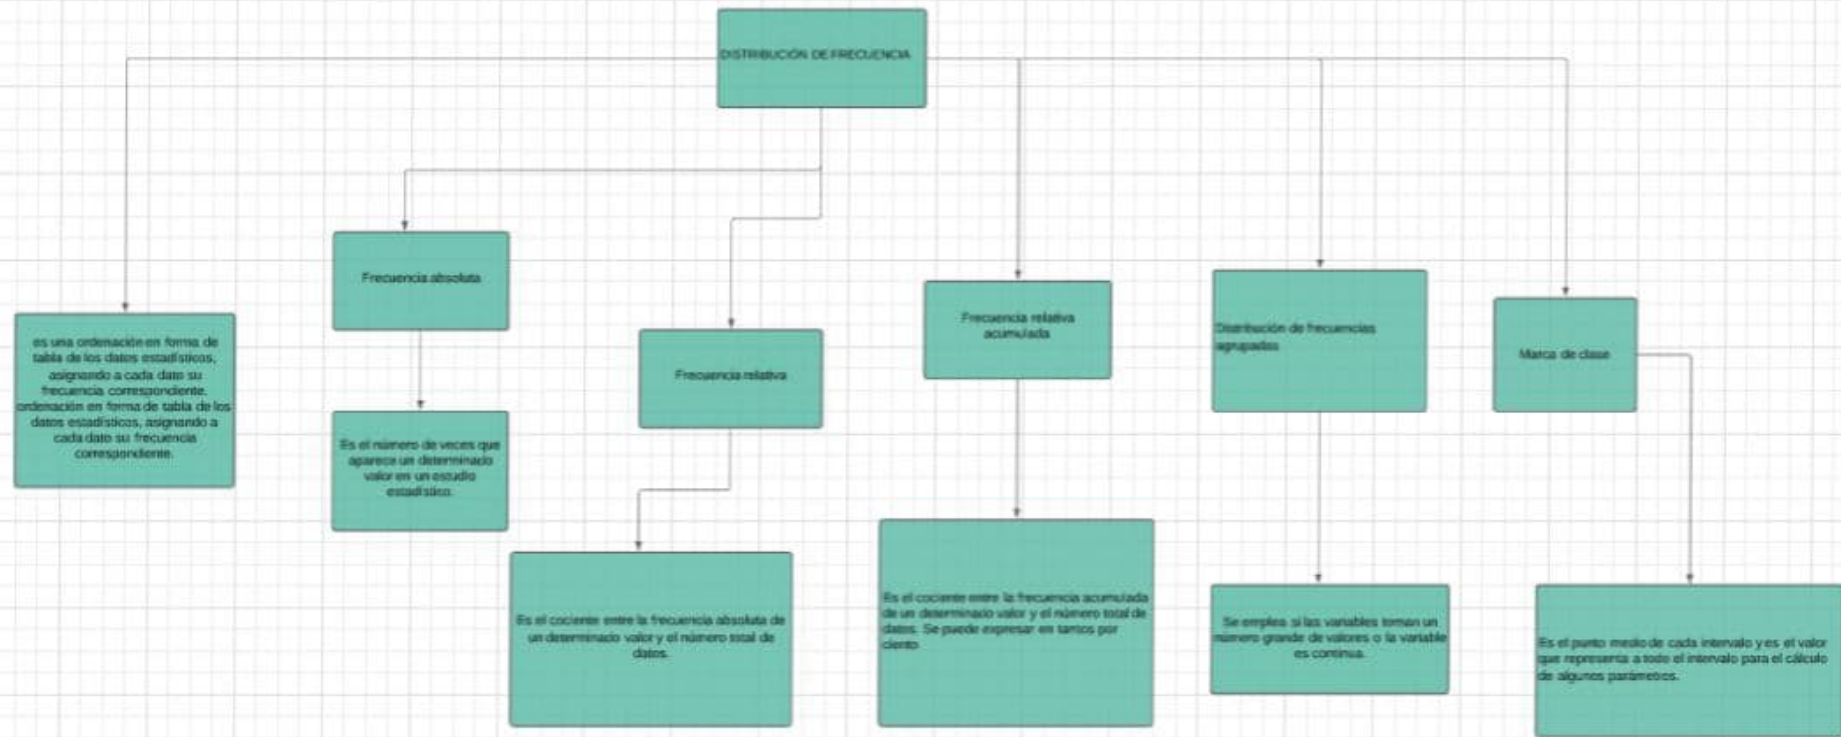 DISTRIBUCIÓN DE FRECUENCIA
es una ordenación en forma de
tabla de los datos estadísticos,
asignando a cada dato su
frecuencia correspondiente.
ordenación en forma de tabla de los
datos estadísticos, asignando a
cada dato su frecuencia
correspondiente.
Frecuencia absoluta
Es el número de veces que
aparece un determinado
valor en un estudio
estadístico.
Frecuencia relativa
Es el cociente entre la frecuencia absoluta de
un determinado valor y el número total de
datos.
Frecuencia relativa
acumulada
Es el cociente entre la frecuencia acumulada
de un determinado valor y el número total de
datos. Se puede expresar en tantos por
ciento
Distribución de frecuencias
agrupadas
Se emplea si las variables toman un
número grande de valores o la variable
es continua.
Marca de clase
Es el punto medio de cada intervalo y es el valor
que representa a todo el intervalo para el cálculo
de algunos parámetros.